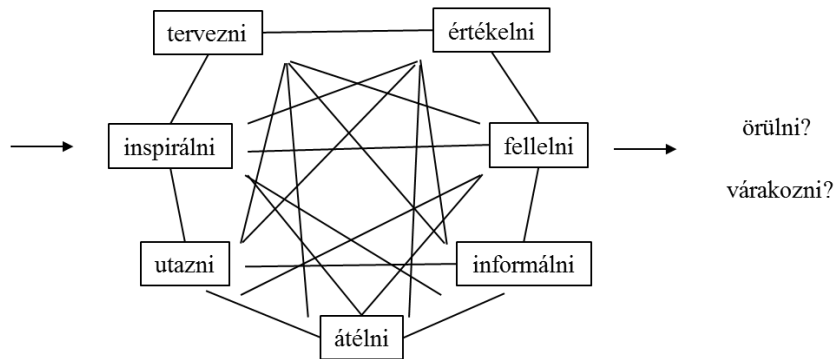 tervezni
értékelni
inspirálni
fellelni
örülni?
várakozni?
utazni
informálni
átélni